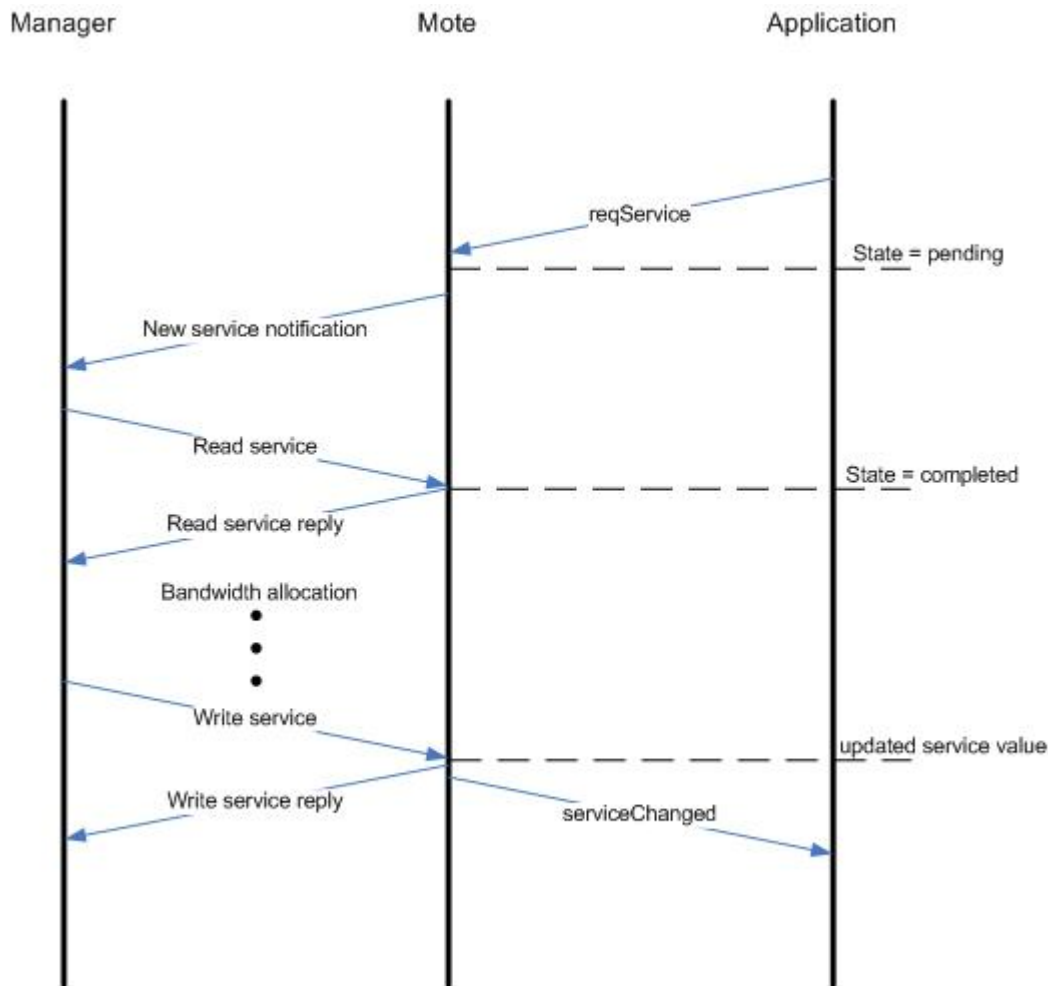 Manager
Mote
Application
reqService
State = pending
New service notification
Read service
State = completed
Read service reply
Bandwidth allocation
Write service
updated service value
Write service reply
serviceChanged